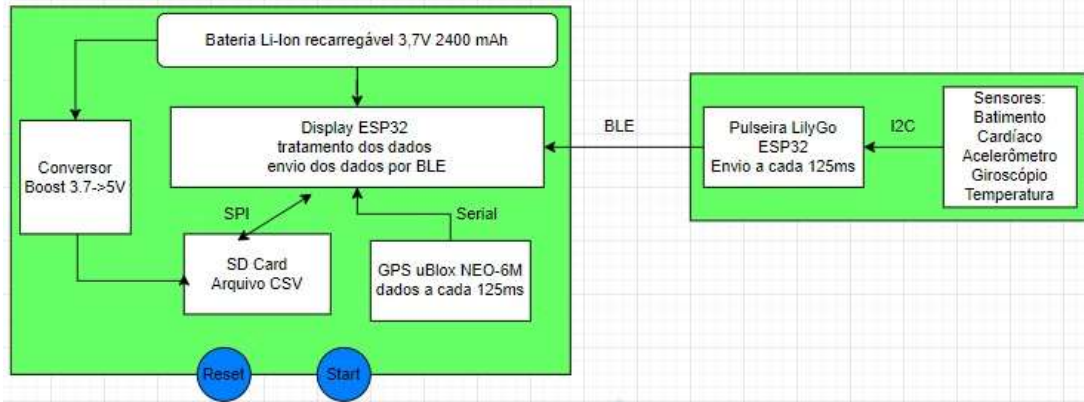 Bateria Li-Ion recarregável 3,7V 2400 mAh
Display ESP32
tratamento dos dados
envio dos dados por BLE
Conversor
Boost 3.7->5V
SPI
Serial
SD Card
Arquivo CSV
GPS uBlox NEO-6M
dados a cada 125ms
Reset
Start
BLE
Pulseira LilyGo
ESP32
Envio a cada 125ms
I2C
Sensores:
Batimento
Cardíaco
Acelerômetro
Giroscópio
Temperatura